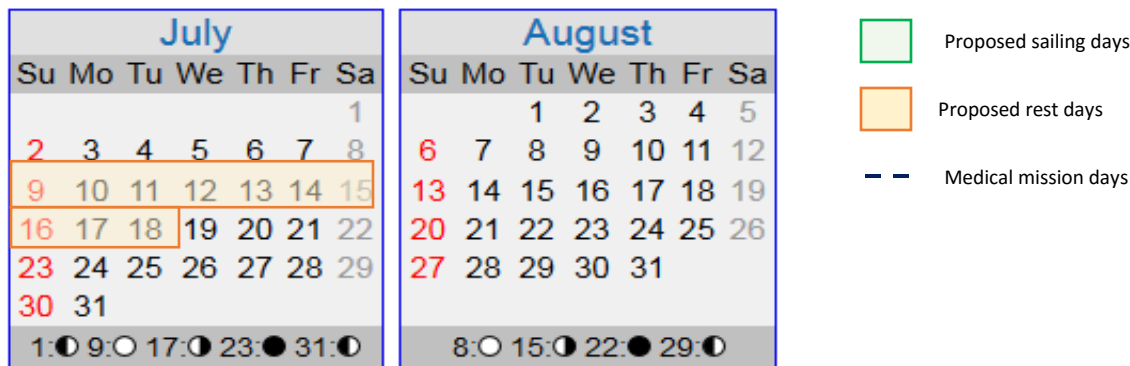 July
Su Mo Tu We Th Fr Sa
1
2 3 4 5 6 7 8
9 10 11 12 13 14 15
16 17 18 19 20 21 22
23 24 25 26 27 28 29
30 31
1:🌓 9:🌕 17:🌗 23:🌑 31:🌓
August
Su Mo Tu We Th Fr Sa
1 2 3 4 5
6 7 8 9 10 11 12
13 14 15 16 17 18 19
20 21 22 23 24 25 26
27 28 29 30 31
8:🌕 15:🌗 22:🌑 29:🌓
Proposed sailing days
Proposed rest days
Medical mission days